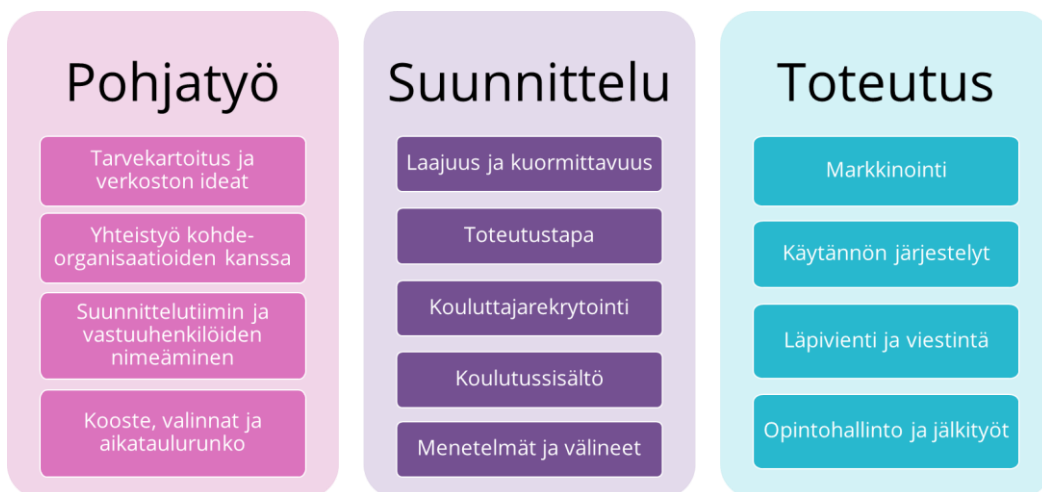 Pohjatyö
Tarvekartoitus ja
verkoston ideat
Yhteistyö kohde-
organisaatioiden kanssa
Suunnittelutiimin ja
vastuuhenkilöiden
nimeäminen
Kooste, valinnat ja
aikataulurunko
Suunnittelu
Laajuus ja kuormittavuus
Toteutustapa
Kouluttajarekrytointi
Koulutussisältö
Menetelmät ja välineet
Toteutus
Markkinointi
Käytännön järjestelyt
Läpivienti ja viestintä
Opintohallinto ja jälkityöt